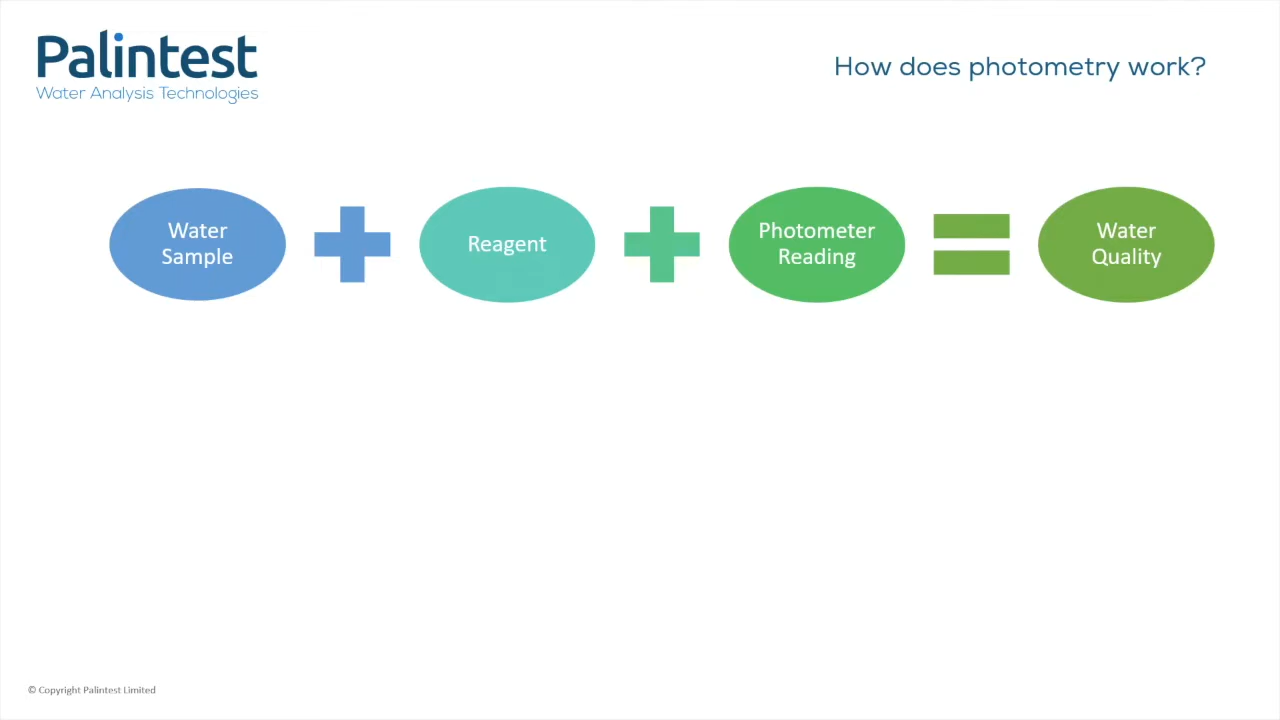 Palintest
Water Analysis Technologies
How does photometry work?
Water
Sample
Reagent
Photometer
Reading
Water
Quality
© Copyright Palintest Limited